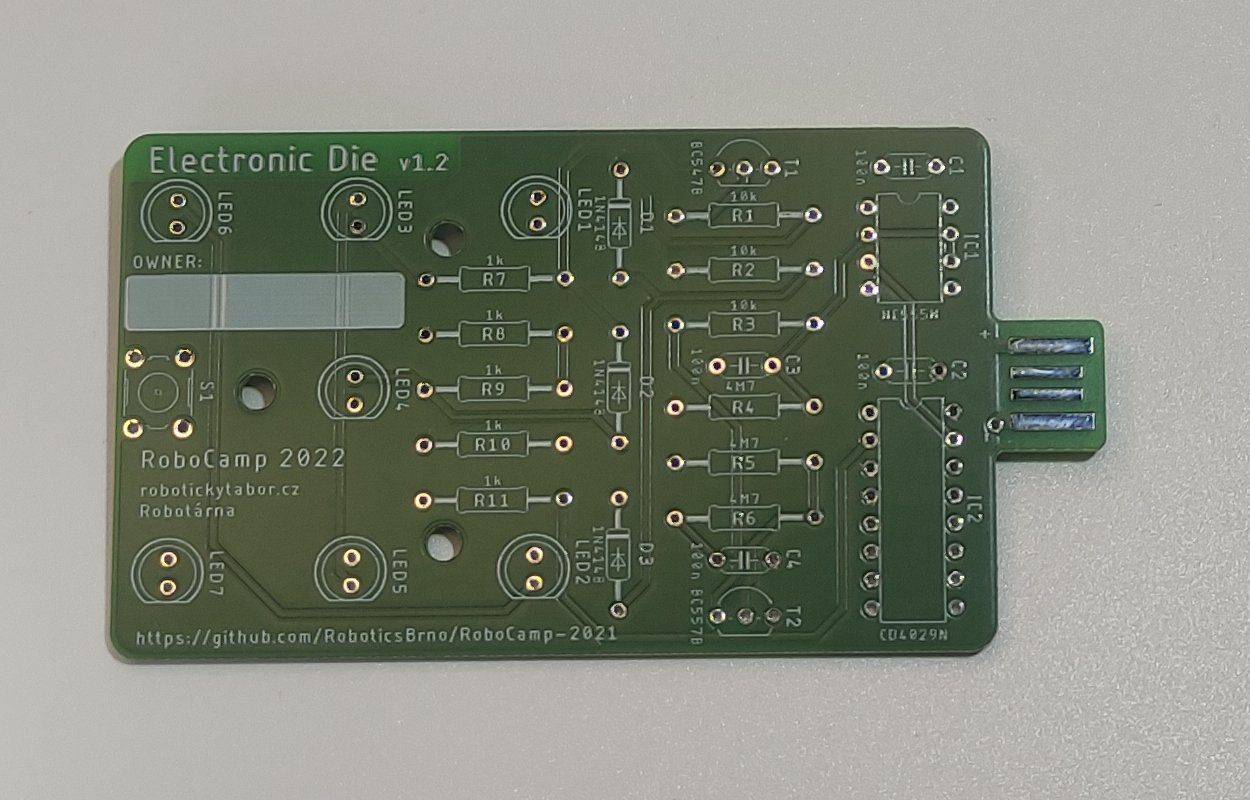 Electronic Die v1.2
LED6
LED3
LED1
1N4148
D1
BC547B
T1
100n
C1
10k
R1
OWNER:
1k
R7
10k
R2
IC1
1k
R8
10k
R3
NE555N
+
S1
LED4
1k
R9
1N4148
D2
100n
C3
100n
C2
4M7
R4
1k
R10
4M7
R5
RoboCamp 2022
robotickytabor.cz
Robotárna
1k
R11
4M7
R6
IC2
LED7
LED5
LED2
1N4148
D3
100n
C4
BC557B
T2
CD4029N
https://github.com/RoboticsBrno/RoboCamp-2021